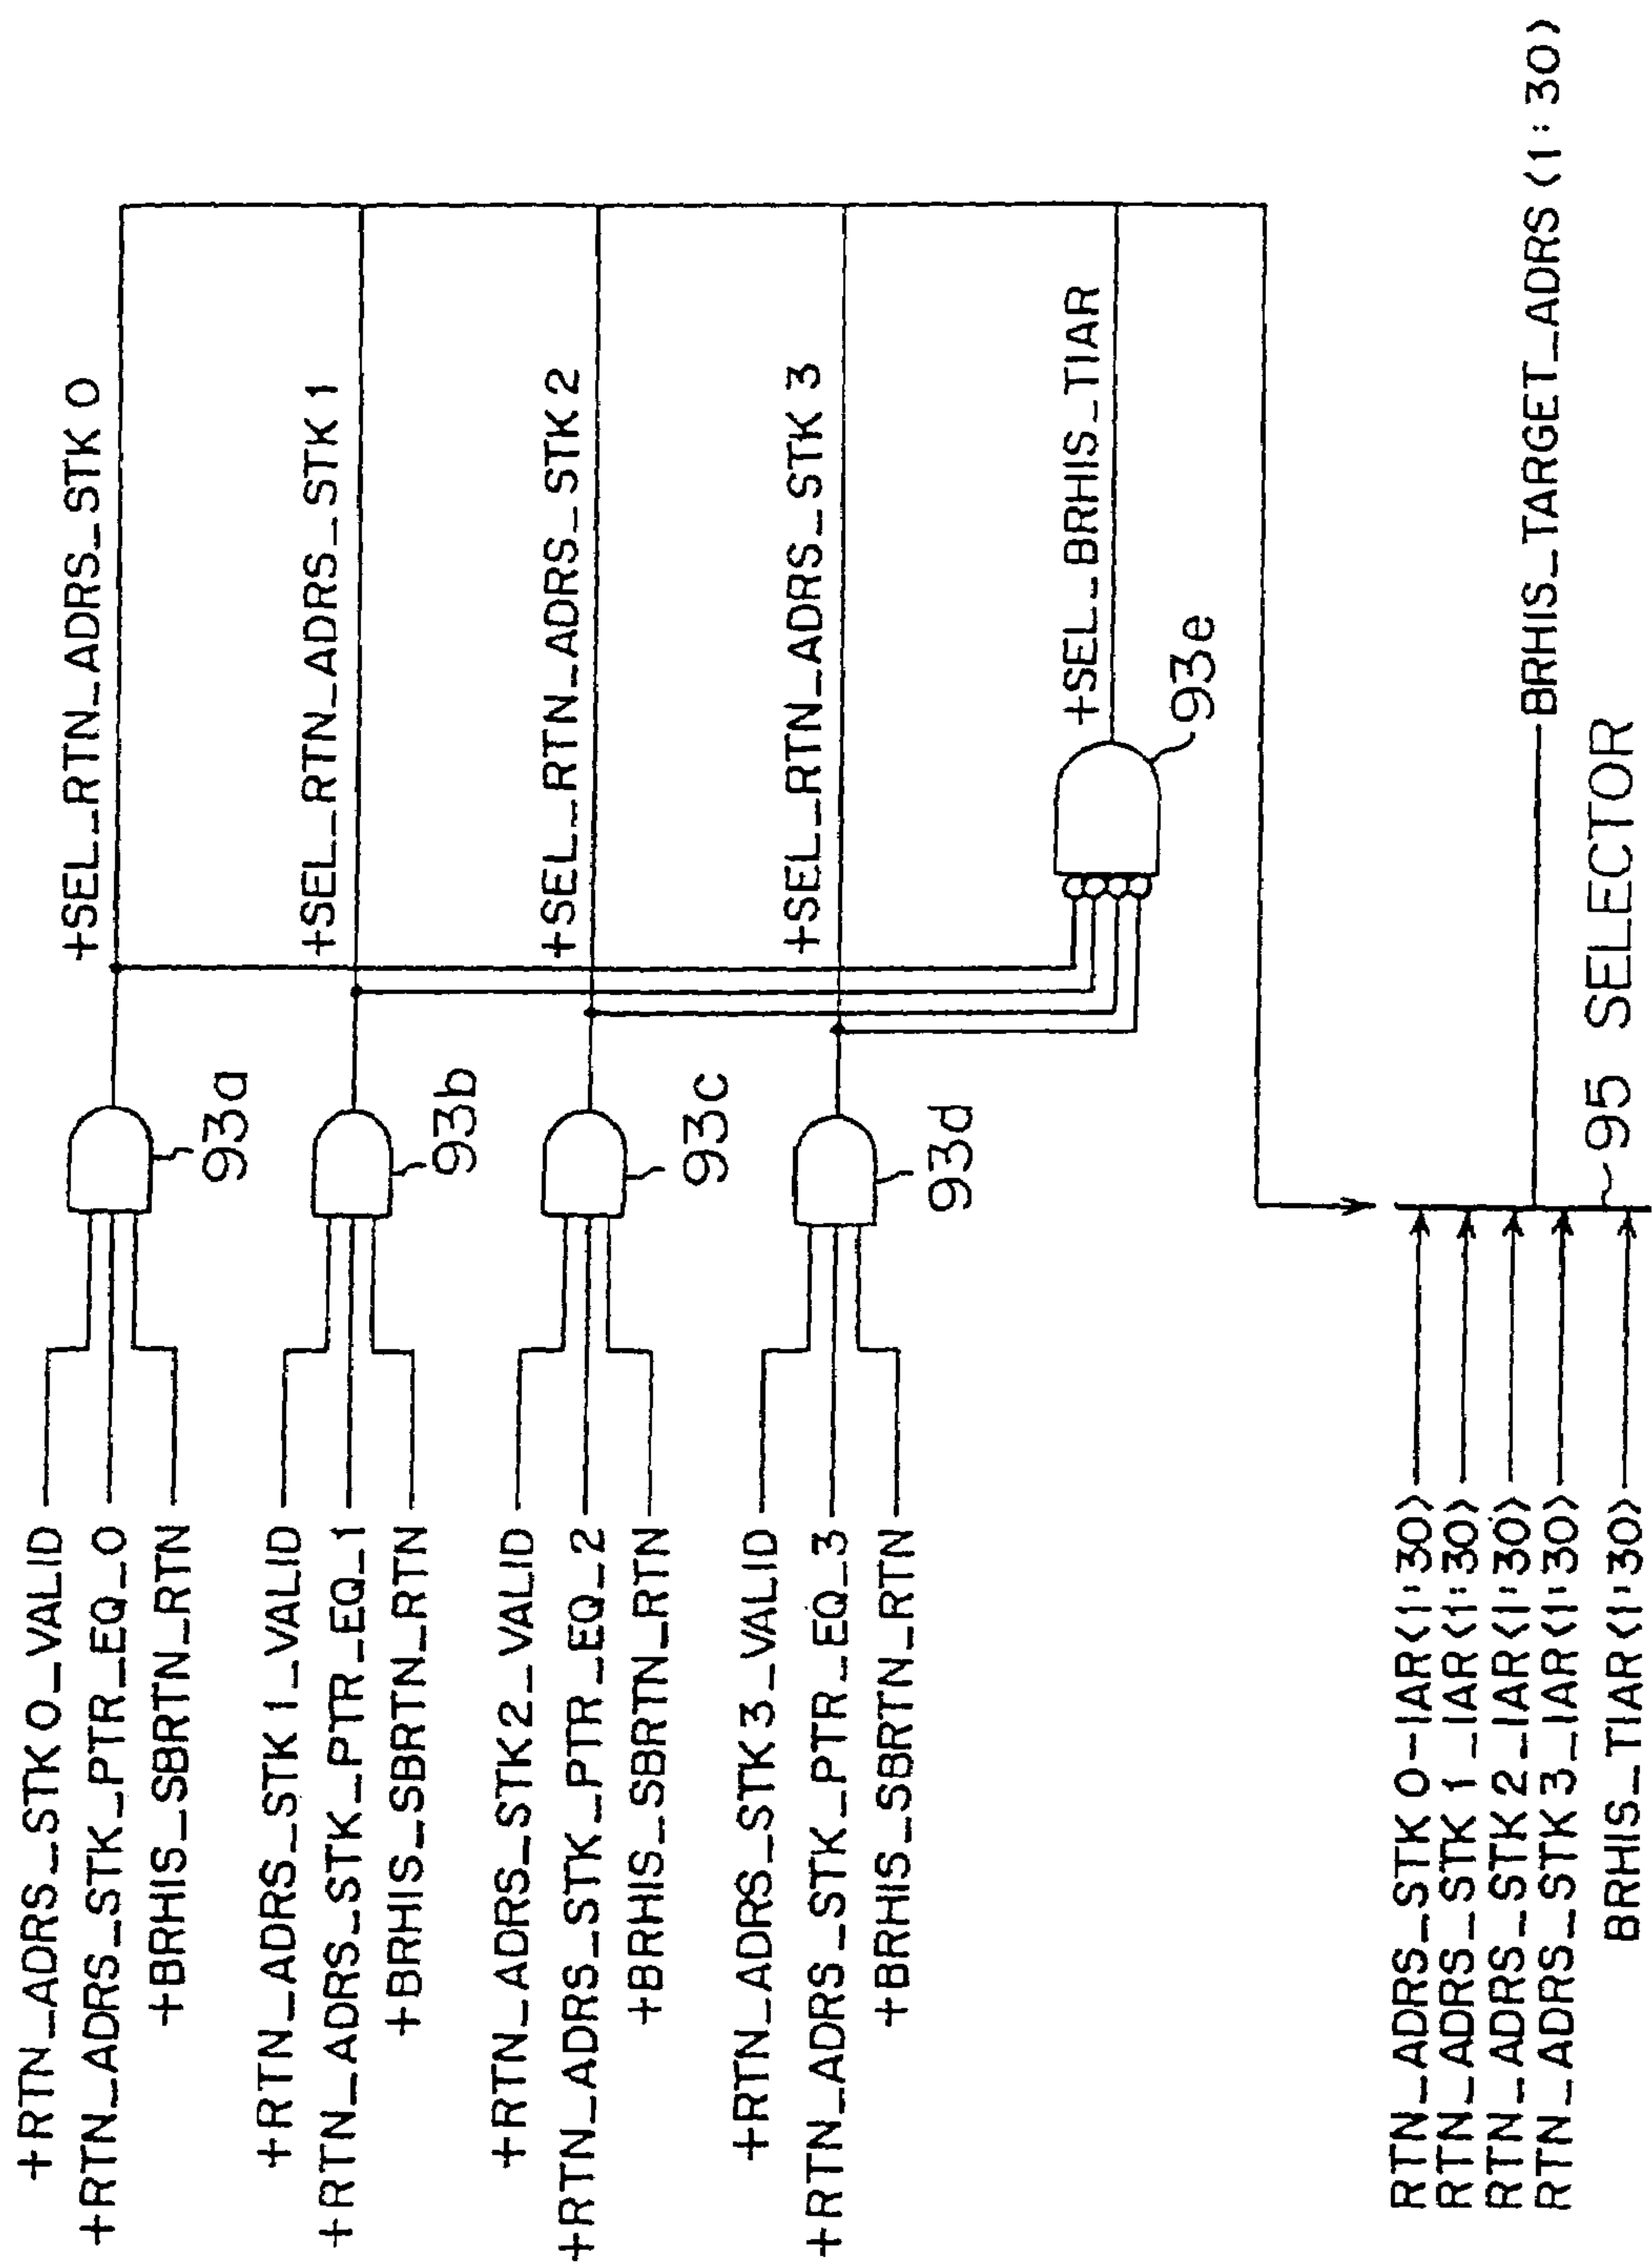 +RTN_ADRS_STK 0_VALID
+RTN_ADRS_STK_PTR_EQ_0
+BRHIS_SBRTN_RTN
93a
+SEL_RTN_ADRS_STK 0
+RTN_ADRS_STK 1_VALID
+RTN_ADRS_STK_PTR_EQ_1
+BRHIS_SBRTN_RTN
93b
+SEL_RTN_ADRS_STK 1
+RTN_ADRS_STK 2_VALID
+RTN_ADRS_STK_PTR_EQ_2
+BRHIS_SBRTN_RTN
93c
+SEL_RTN_ADRS_STK 2
+RTN_ADRS_STK 3_VALID
+RTN_ADRS_STK_PTR_EQ_3
+BRHIS_SBRTN_RTN
93d
+SEL_RTN_ADRS_STK 3
+SEL_BRHIS_TIAR
93e
RTN_ADRS_STK 0-IAR<1:30>
RTN_ADRS_STK 1_IAR<1:30>
RTN_ADRS_STK 2_IAR<1:30>
RTN_ADRS_STK 3_IAR<1:30>
BRHIS_TIAR<1:30>
BRHIS_TARGET_ADRS <1:30>
95 SELECTOR